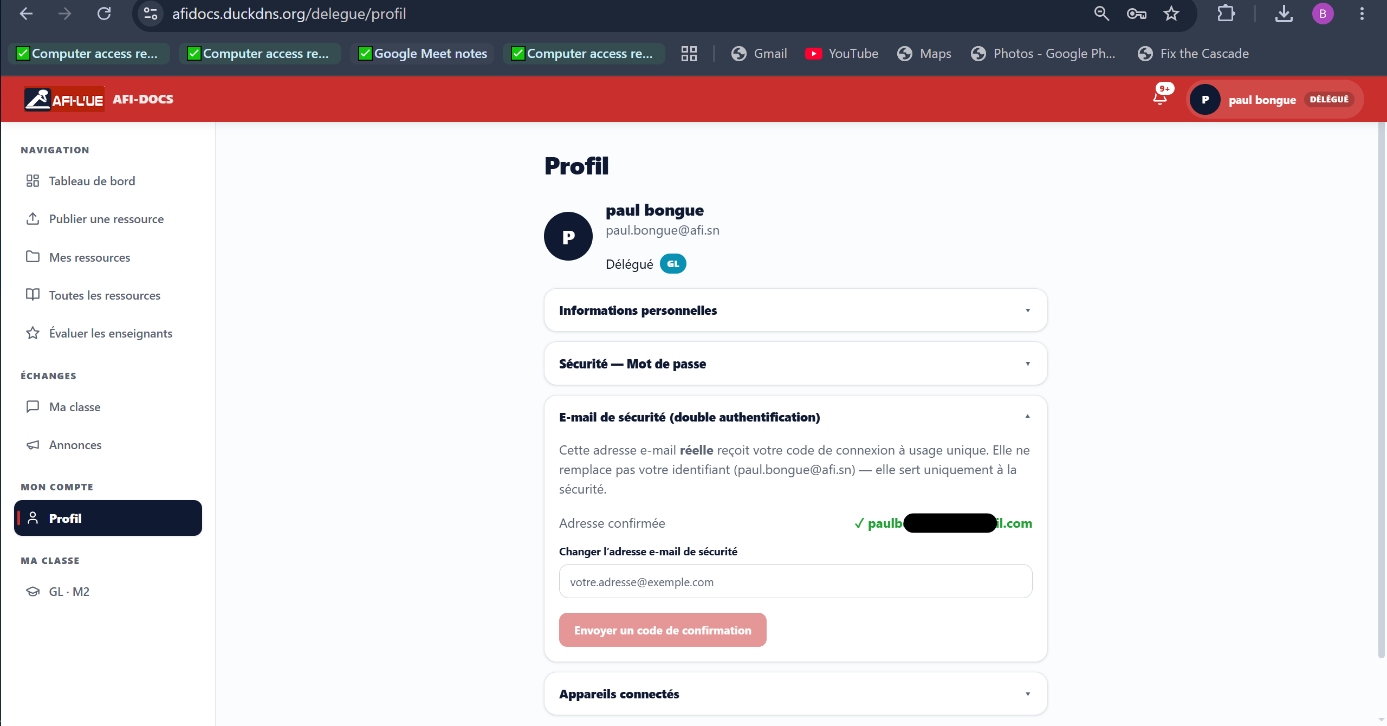 afidocs.duckdns.org/delegue/profil
B
Computer access re...
Computer access re...
Google Meet notes
Computer access re...
Gmail
YouTube
Maps
Photos - Google Ph...
Fix the Cascade
AFI-L'UE
AFI-DOCS
9+
P
paul bongue
DÉLÉGUÉ
NAVIGATION
Tableau de bord
Publier une ressource
Mes ressources
Toutes les ressources
Évaluer les enseignants
ÉCHANGES
Ma classe
Annonces
MON COMPTE
Profil
MA CLASSE
GL · M2
Profil
P
paul bongue
paul.bongue@afi.sn
Délégué GL
Informations personnelles
Sécurité — Mot de passe
E-mail de sécurité (double authentification)
Cette adresse e-mail réelle reçoit votre code de connexion à usage unique. Elle ne
remplace pas votre identifiant (paul.bongue@afi.sn) — elle sert uniquement à la
sécurité.
Adresse confirmée
✓ paulb il.com
Changer l'adresse e-mail de sécurité
votre.adresse@exemple.com
Envoyer un code de confirmation
Appareils connectés